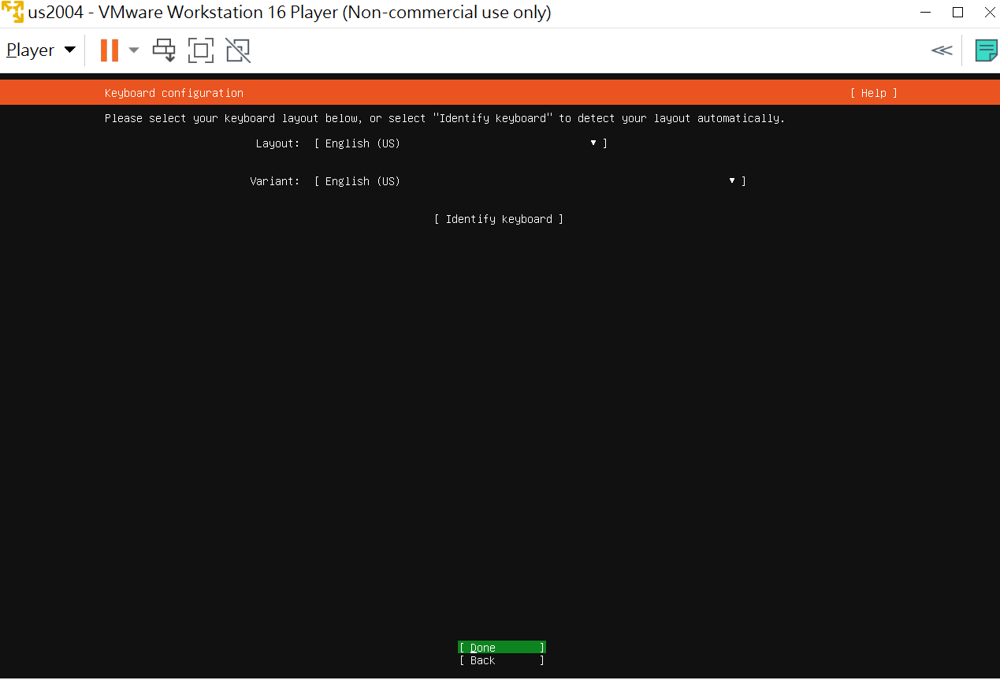 us2004 - VMware Workstation 16 Player (Non-commercial use only)
Player
Keyboard configuration [ Help ]
Please select your keyboard layout below, or select "Identify keyboard" to detect your layout automatically.
Layout: [ English (US) ▾ ]
Variant: [ English (US) ▾ ]
[ Identify keyboard ]
[ Done ]
[ Back ]